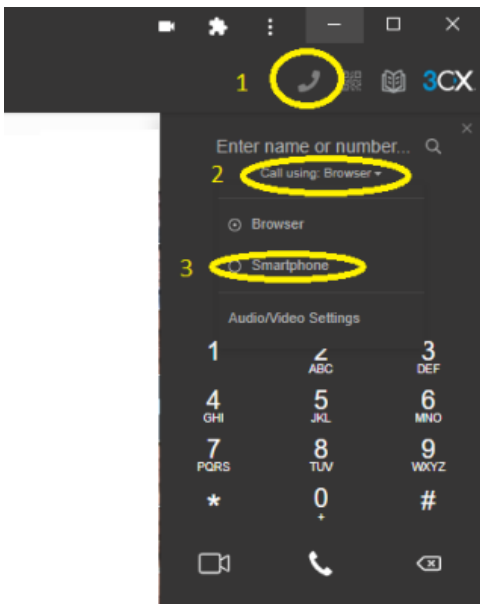 1
3CX
Enter name or number...
2
Call using: Browser
Browser
3
Smartphone
Audio/Video Settings
1 2 3
ABC DEF
4 5 6
GHI JKL MNO
7 8 9
PQRS TUV WXYZ
* 0 #
+